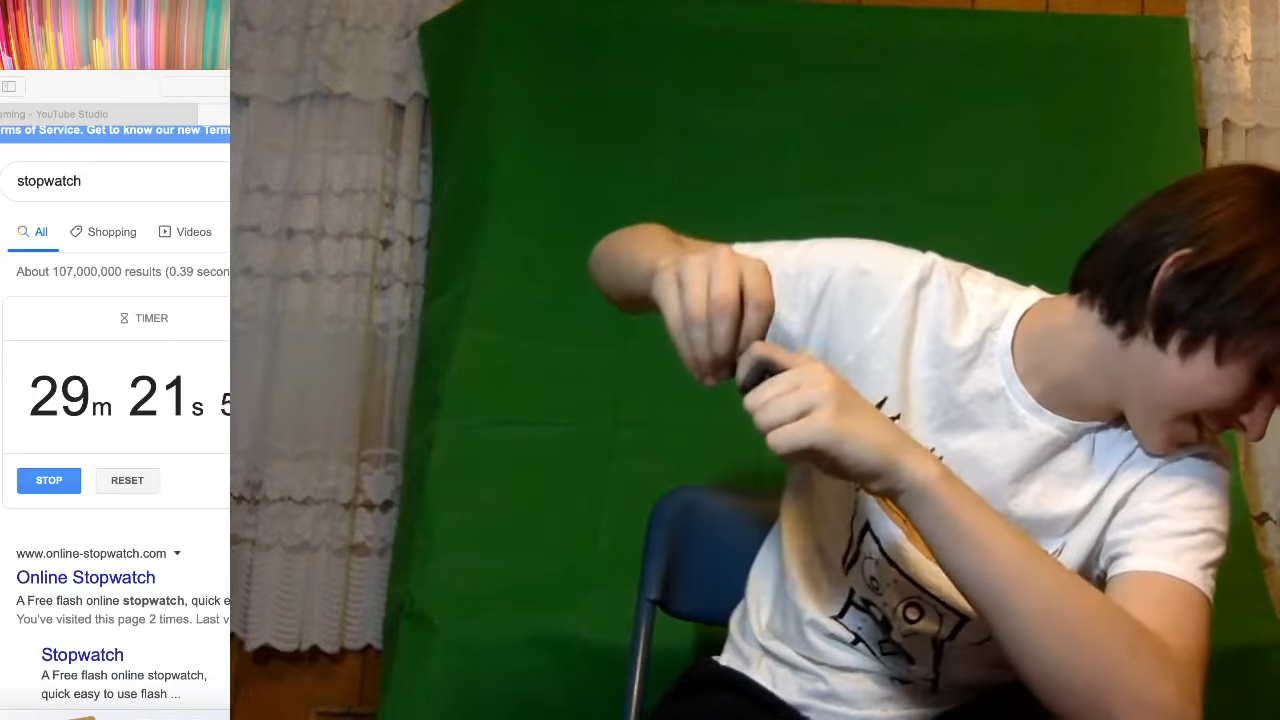 aming - YouTube Studio
rms of Service. Get to know our new Term
stopwatch
All Shopping Videos
About 107,000,000 results (0.39 secon
TIMER
29m 21s 5
STOP RESET
www.online-stopwatch.com
Online Stopwatch
A Free flash online stopwatch, quick e
You've visited this page 2 times. Last v
Stopwatch
A Free flash online stopwatch,
quick easy to use flash ...